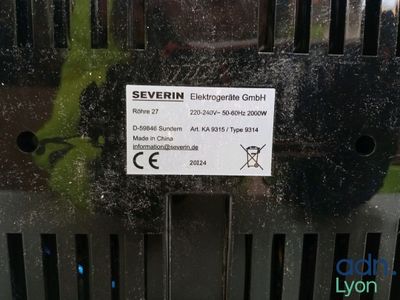 SEVERIN Elektrogeräte GmbH
Röhre 27 220-240V~ 50-60Hz 2000W
D-59846 Sundern Art. KA 9315 / Type 9314
Made in China
information@severin.de
CE 2024
adn.
Lyon